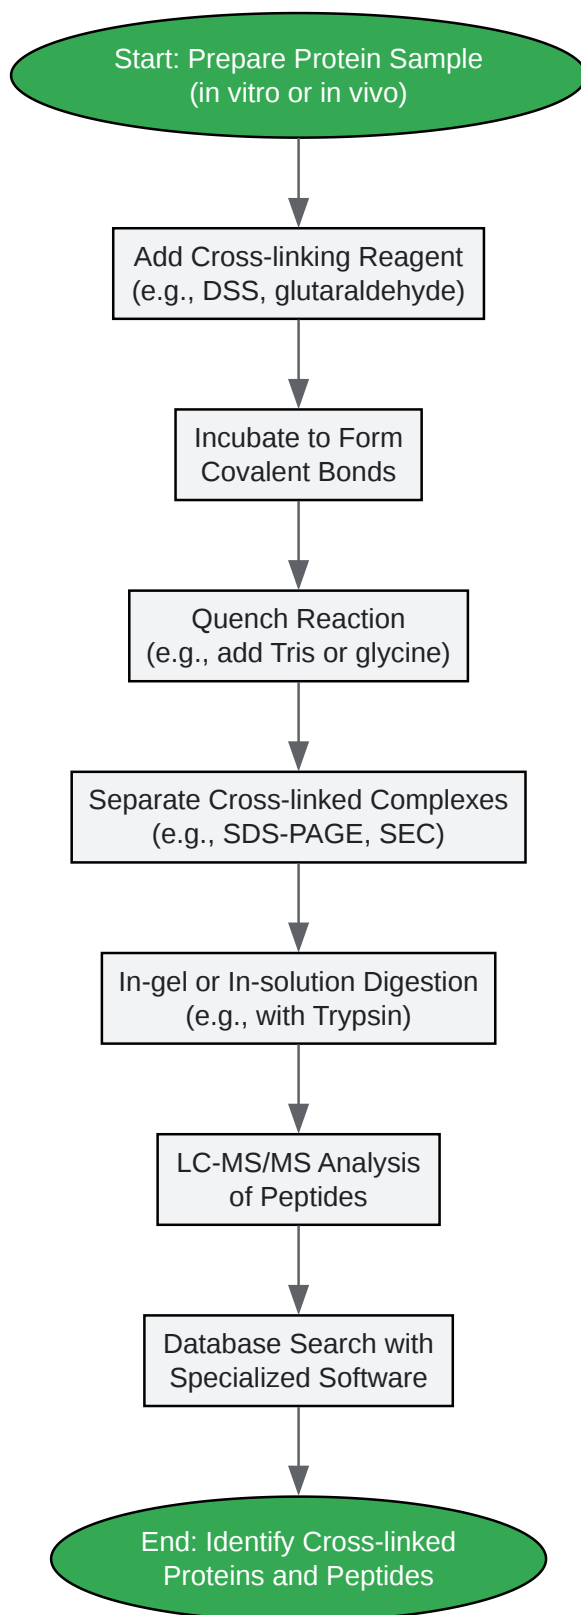 Start: Prepare Protein Sample
(in vitro or in vivo)
Add Cross-linking Reagent
(e.g., DSS, glutaraldehyde)
Incubate to Form
Covalent Bonds
Quench Reaction
(e.g., add Tris or glycine)
Separate Cross-linked Complexes
(e.g., SDS-PAGE, SEC)
In-gel or In-solution Digestion
(e.g., with Trypsin)
LC-MS/MS Analysis
of Peptides
Database Search with
Specialized Software
End: Identify Cross-linked
Proteins and Peptides